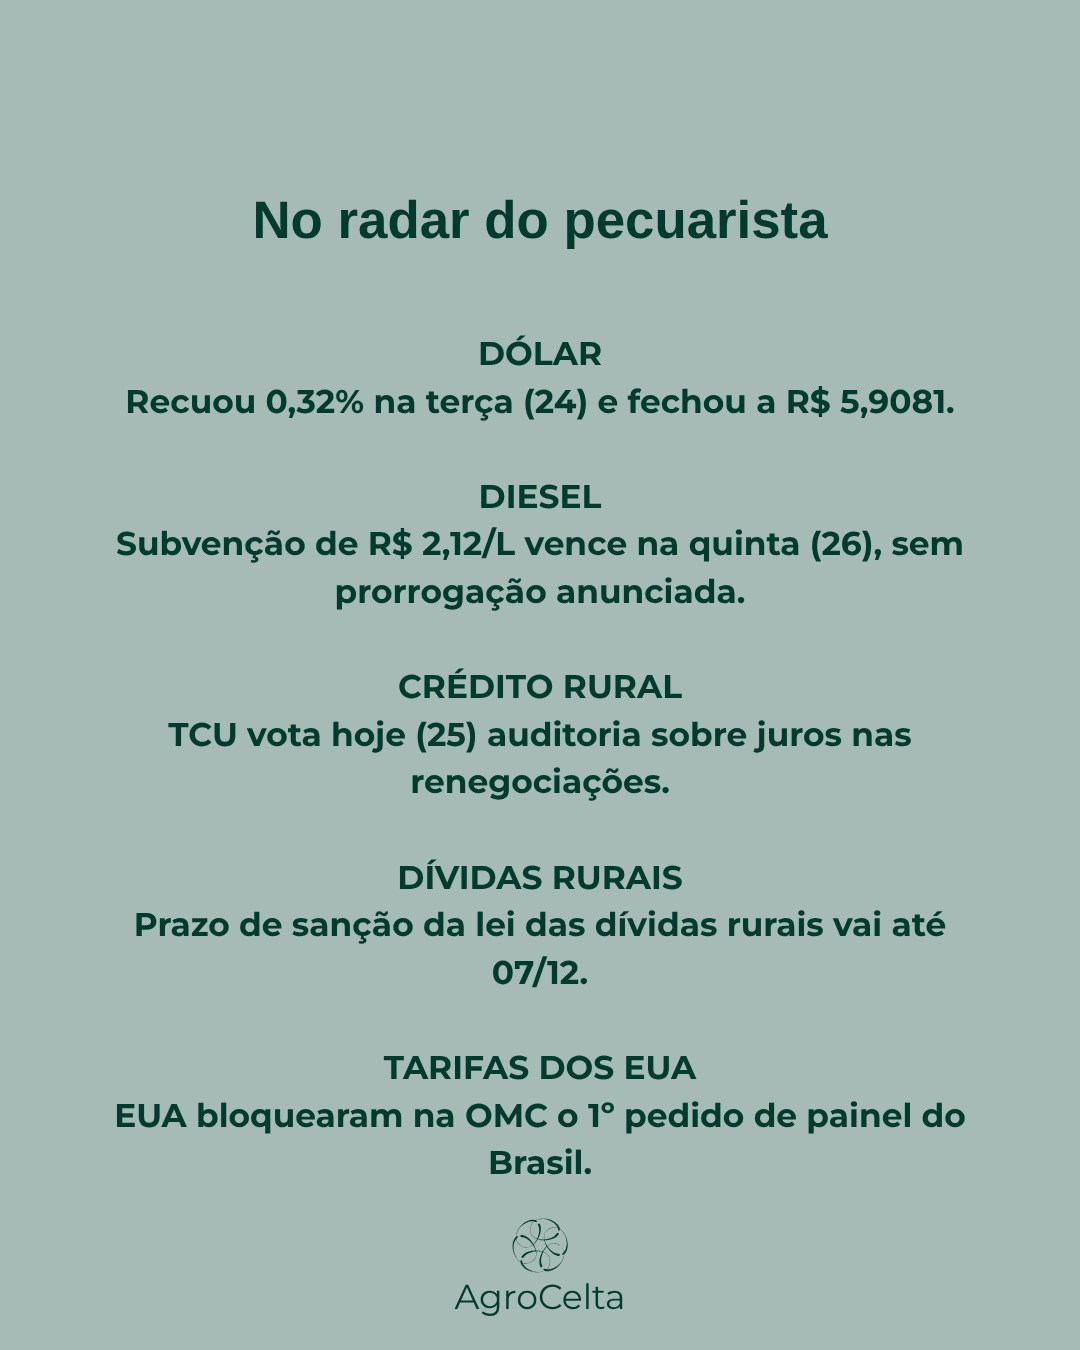 No radar do pecuarista
DÓLAR
Recuou 0,32% na terça (24) e fechou a R$ 5,9081.
DIESEL
Subvenção de R$ 2,12/L vence na quinta (26), sem
prorrogação anunciada.
CRÉDITO RURAL
TCU vota hoje (25) auditoria sobre juros nas
renegociações.
DÍVIDAS RURAIS
Prazo de sanção da lei das dívidas rurais vai até
07/12.
TARIFAS DOS EUA
EUA bloquearam na OMC o 1º pedido de painel do
Brasil.
AgroCelta